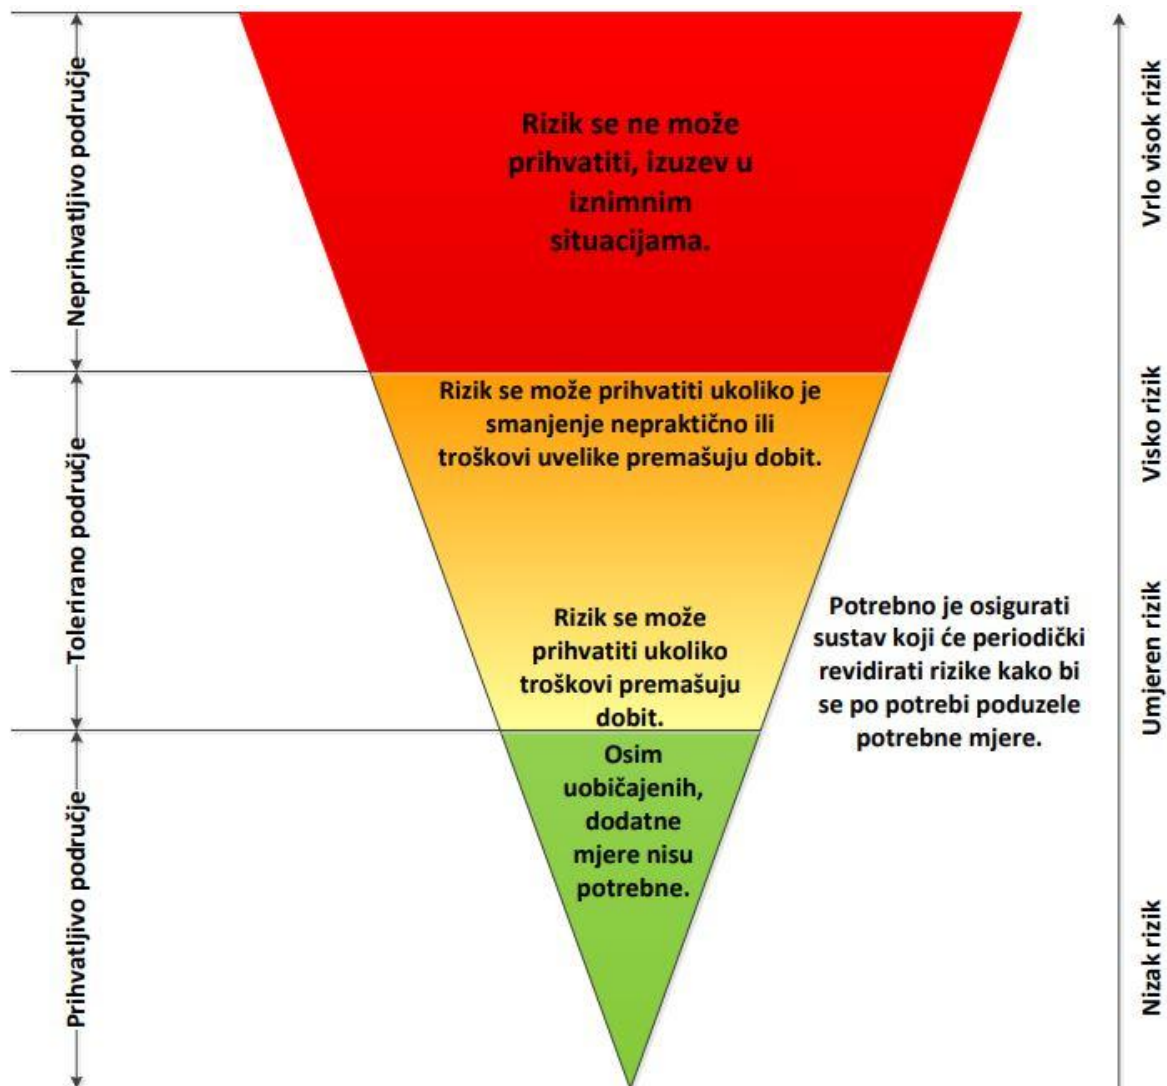 Neprihvatljivo područje
Rizik se ne može
prihvatiti, izuzev u
iznimnim
situacijama.
Vrlo visok rizik
Tolerirano područje
Rizik se može prihvatiti ukoliko je
smanjenje nepraktično ili
troškovi uvelike premašuju dobit.
Visko rizik
Rizik se može
prihvatiti ukoliko
troškovi premašuju
dobit.
Potrebno je osigurati
sustav koji će periodički
revidirati rizike kako bi
se po potrebi poduzele
potrebne mjere.
Umjeren rizik
Prihvatljivo područje
Osim
uobičajenih,
dodatne
mjere nisu
potrebne.
Nizak rizik